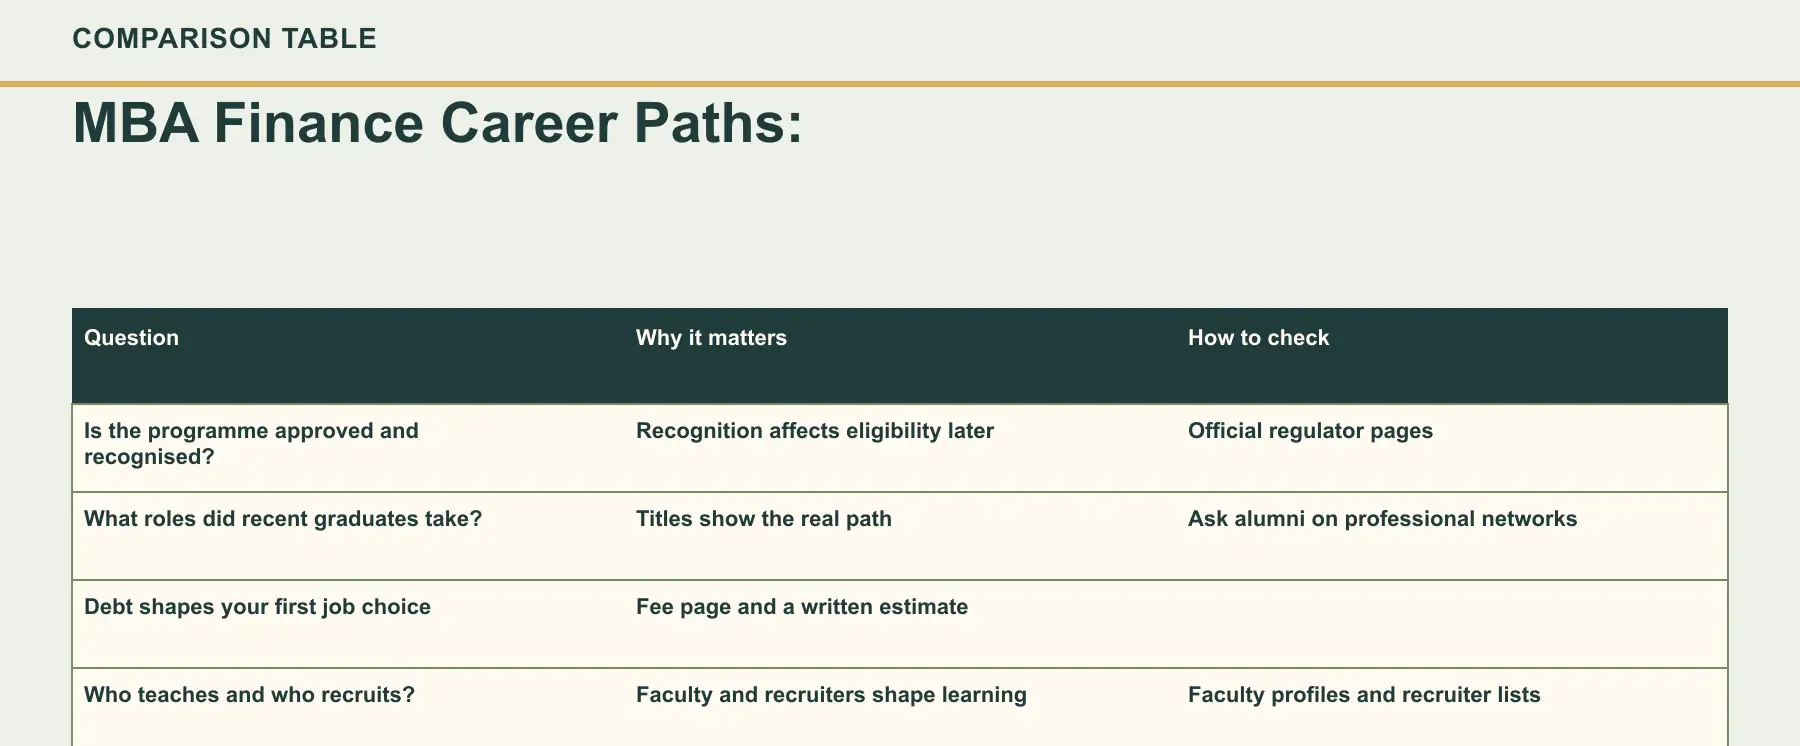 COMPARISON TABLE
MBA Finance Career Paths:
Question Why it matters How to check
Is the programme approved and Recognition affects eligibility later Official regulator pages
recognised?
What roles did recent graduates take? Titles show the real path Ask alumni on professional networks
Debt shapes your first job choice Fee page and a written estimate
Who teaches and who recruits? Faculty and recruiters shape learning Faculty profiles and recruiter lists